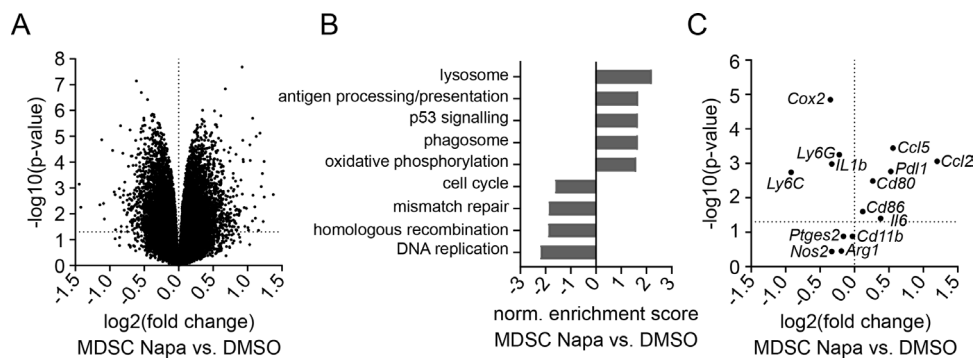 A
-log10(p-value)
8
7
6
5
4
3
2
1
0
-1.5
-1.0
-0.5
0.0
0.5
1.0
1.5
log2(fold change)
MDSC Napa vs. DMSO
B
lysosome
antigen processing/presentation
p53 signalling
phagosome
oxidative phosphorylation
cell cycle
mismatch repair
homologous recombination
DNA replication
-3
-2
-1
0
1
2
3
norm. enrichment score
MDSC Napa vs. DMSO
C
-log10(p-value)
6
5
4
3
2
1
0
Cox2
Ccl5
Ly6G
IL1b
Ccl2
Pdl1
Ly6C
Cd80
Cd86
Il6
Ptges2
Cd11b
Nos2
Arg1
-1.5
-1.0
-0.5
0.0
0.5
1.0
1.5
log2(fold change)
MDSC Napa vs. DMSO